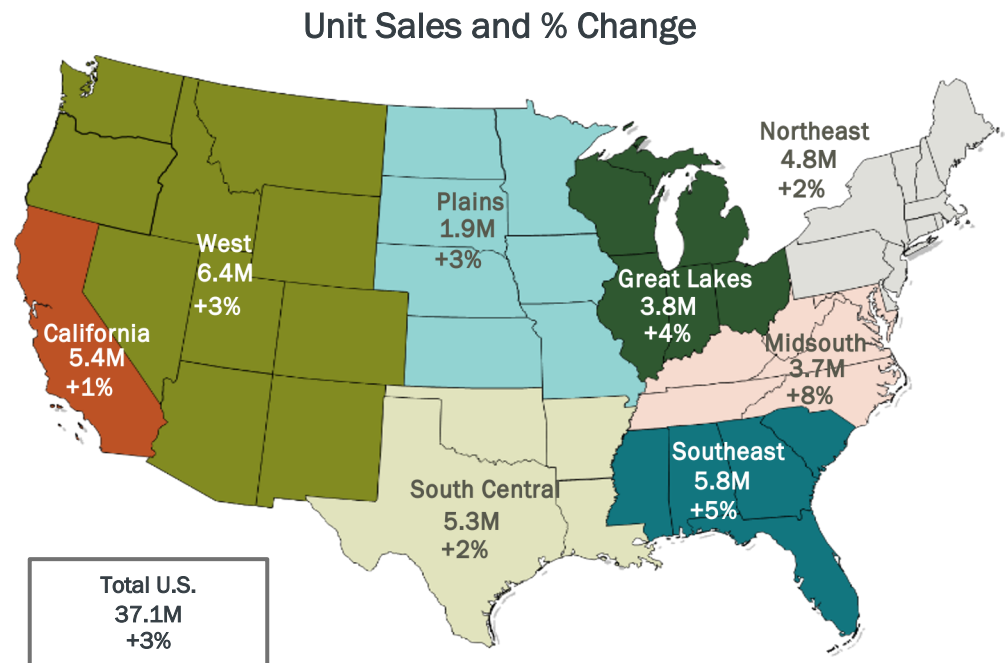 Unit Sales and % Change
Northeast
4.8M
+2%
Plains
1.9M
+3%
West
6.4M
+3%
Great Lakes
3.8M
+4%
California
5.4M
+1%
Midsouth
3.7M
+8%
Southeast
5.8M
+5%
South Central
5.3M
+2%
Total U.S.
37.1M
+3%